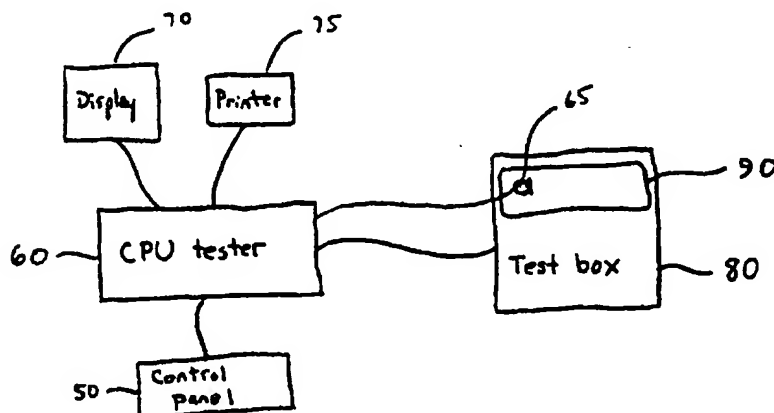 70
75
65
Display
Printer
90
60
CPU tester
Test box
80
50
Control
panel